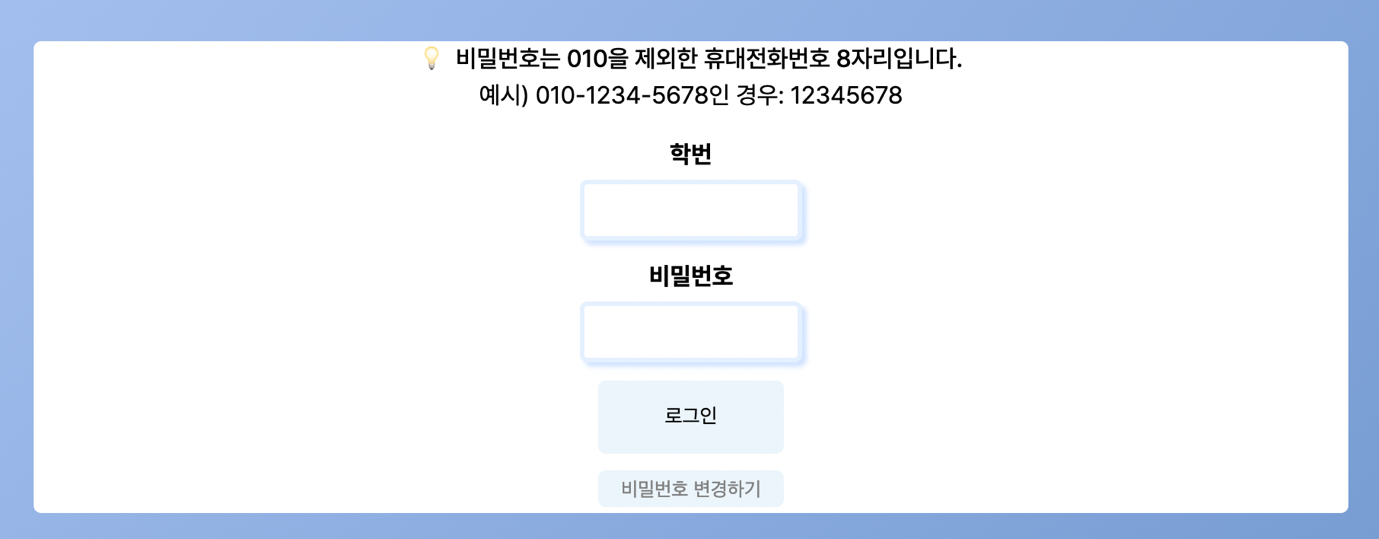 💡 비밀번호는 010을 제외한 휴대전화번호 8자리입니다.
예시) 010-1234-5678인 경우: 12345678
학번
비밀번호
로그인
비밀번호 변경하기